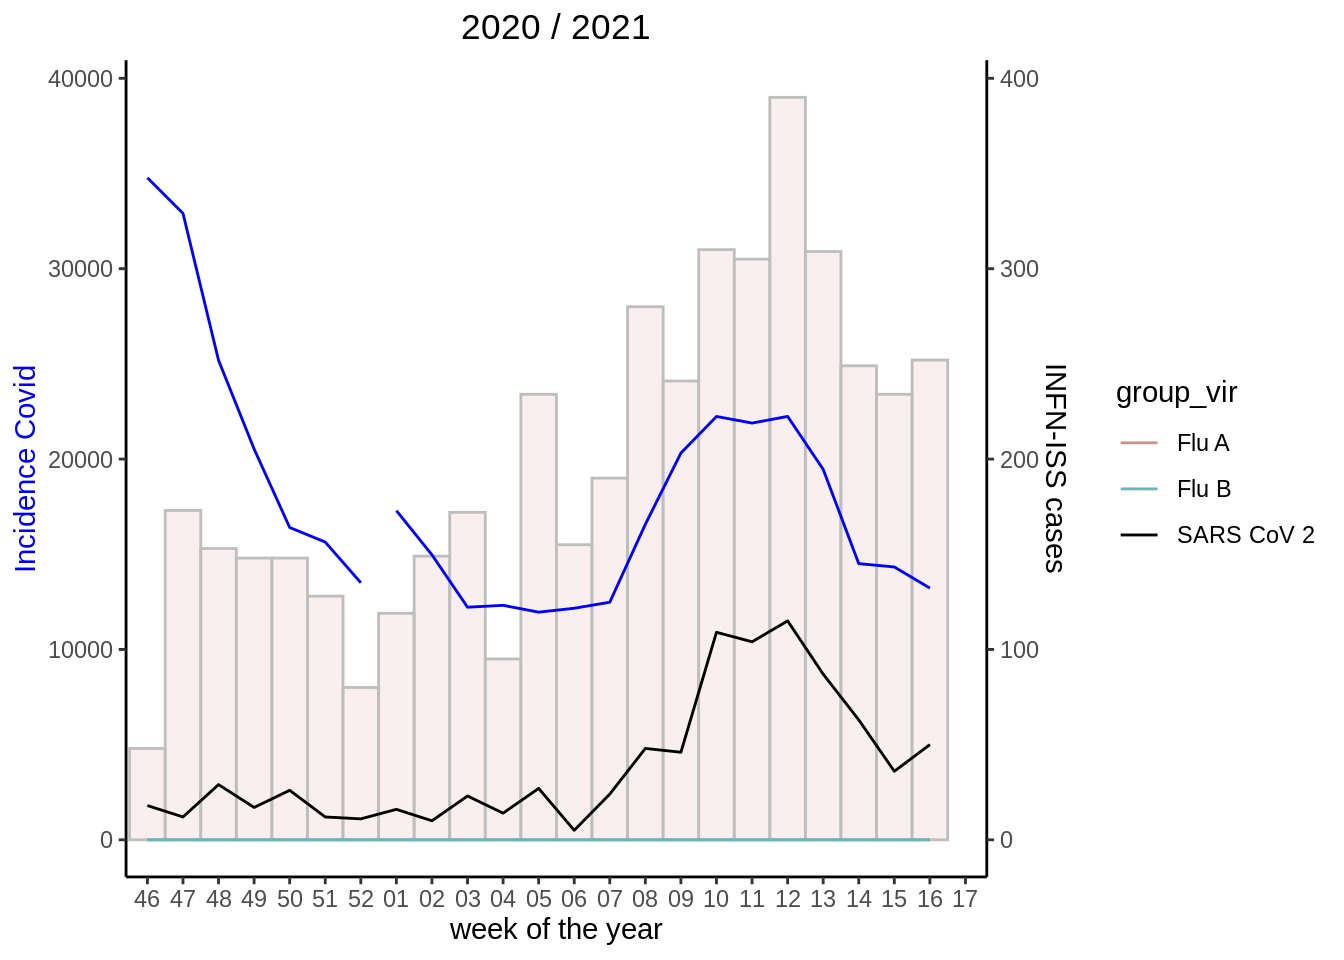 2020 / 2021
40000
30000
20000
10000
0
Incidence Covid
400
300
200
100
0
INFN-ISS cases
46 47 48 49 50 51 52 01 02 03 04 05 06 07 08 09 10 11 12 13 14 15 16 17
week of the year
group_vir
Flu A
Flu B
SARS CoV 2